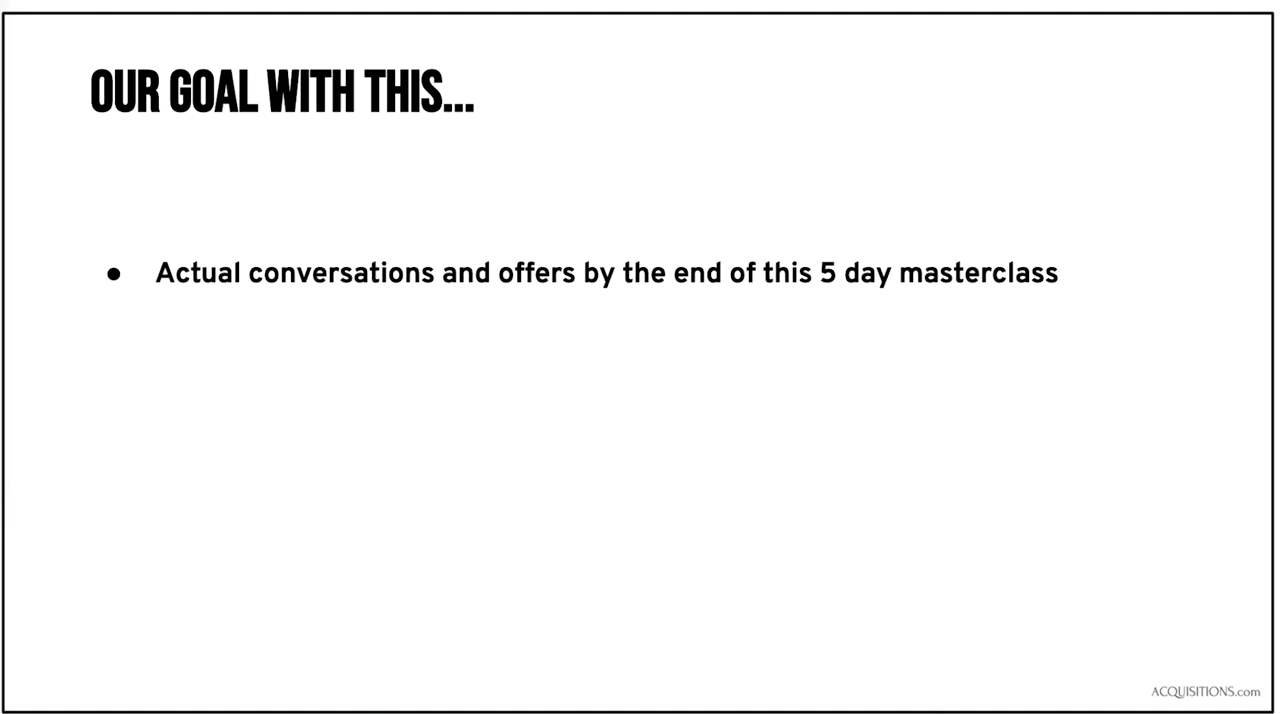 OUR GOAL WITH THIS...
● Actual conversations and offers by the end of this 5 day masterclass
ACQUISITIONS.com